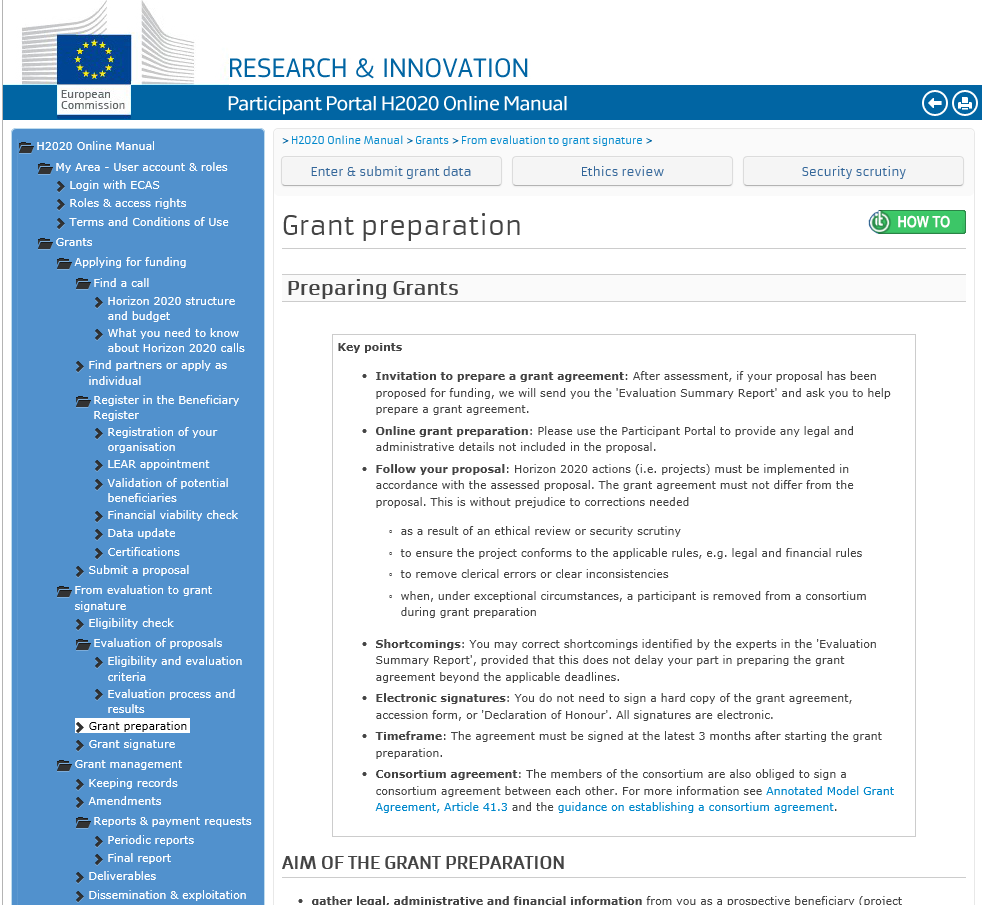 European
Commission
RESEARCH & INNOVATION
Participant Portal H2020 Online Manual
H2020 Online Manual
My Area - User account & roles
Login with ECAS
Roles & access rights
Terms and Conditions of Use
Grants
Applying for funding
Find a call
Horizon 2020 structure
and budget
What you need to know
about Horizon 2020 calls
Find partners or apply as
individual
Register in the Beneficiary
Register
Registration of your
organisation
LEAR appointment
Validation of potential
beneficiaries
Financial viability check
Data update
Certifications
Submit a proposal
From evaluation to grant
signature
Eligibility check
Evaluation of proposals
Eligibility and evaluation
criteria
Evaluation process and
results
Grant preparation
Grant signature
Grant management
Keeping records
Amendments
Reports & payment requests
Periodic reports
Final report
Deliverables
Dissemination & exploitation
> H2020 Online Manual > Grants > From evaluation to grant signature >
Enter & submit grant data
Ethics review
Security scrutiny
Grant preparation
it HOW TO
Preparing Grants
Key points
• Invitation to prepare a grant agreement: After assessment, if your proposal has been
proposed for funding, we will send you the 'Evaluation Summary Report' and ask you to help
prepare a grant agreement.
• Online grant preparation: Please use the Participant Portal to provide any legal and
administrative details not included in the proposal.
• Follow your proposal: Horizon 2020 actions (i.e. projects) must be implemented in
accordance with the assessed proposal. The grant agreement must not differ from the
proposal. This is without prejudice to corrections needed
◦ as a result of an ethical review or security scrutiny
◦ to ensure the project conforms to the applicable rules, e.g. legal and financial rules
◦ to remove clerical errors or clear inconsistencies
◦ when, under exceptional circumstances, a participant is removed from a consortium
during grant preparation
• Shortcomings: You may correct shortcomings identified by the experts in the 'Evaluation
Summary Report', provided that this does not delay your part in preparing the grant
agreement beyond the applicable deadlines.
• Electronic signatures: You do not need to sign a hard copy of the grant agreement,
accession form, or 'Declaration of Honour'. All signatures are electronic.
• Timeframe: The agreement must be signed at the latest 3 months after starting the grant
preparation.
• Consortium agreement: The members of the consortium are also obliged to sign a
consortium agreement between each other. For more information see Annotated Model Grant
Agreement, Article 41.3 and the guidance on establishing a consortium agreement.
AIM OF THE GRANT PREPARATION
• gather legal, administrative and financial information from you as a prospective beneficiary (project